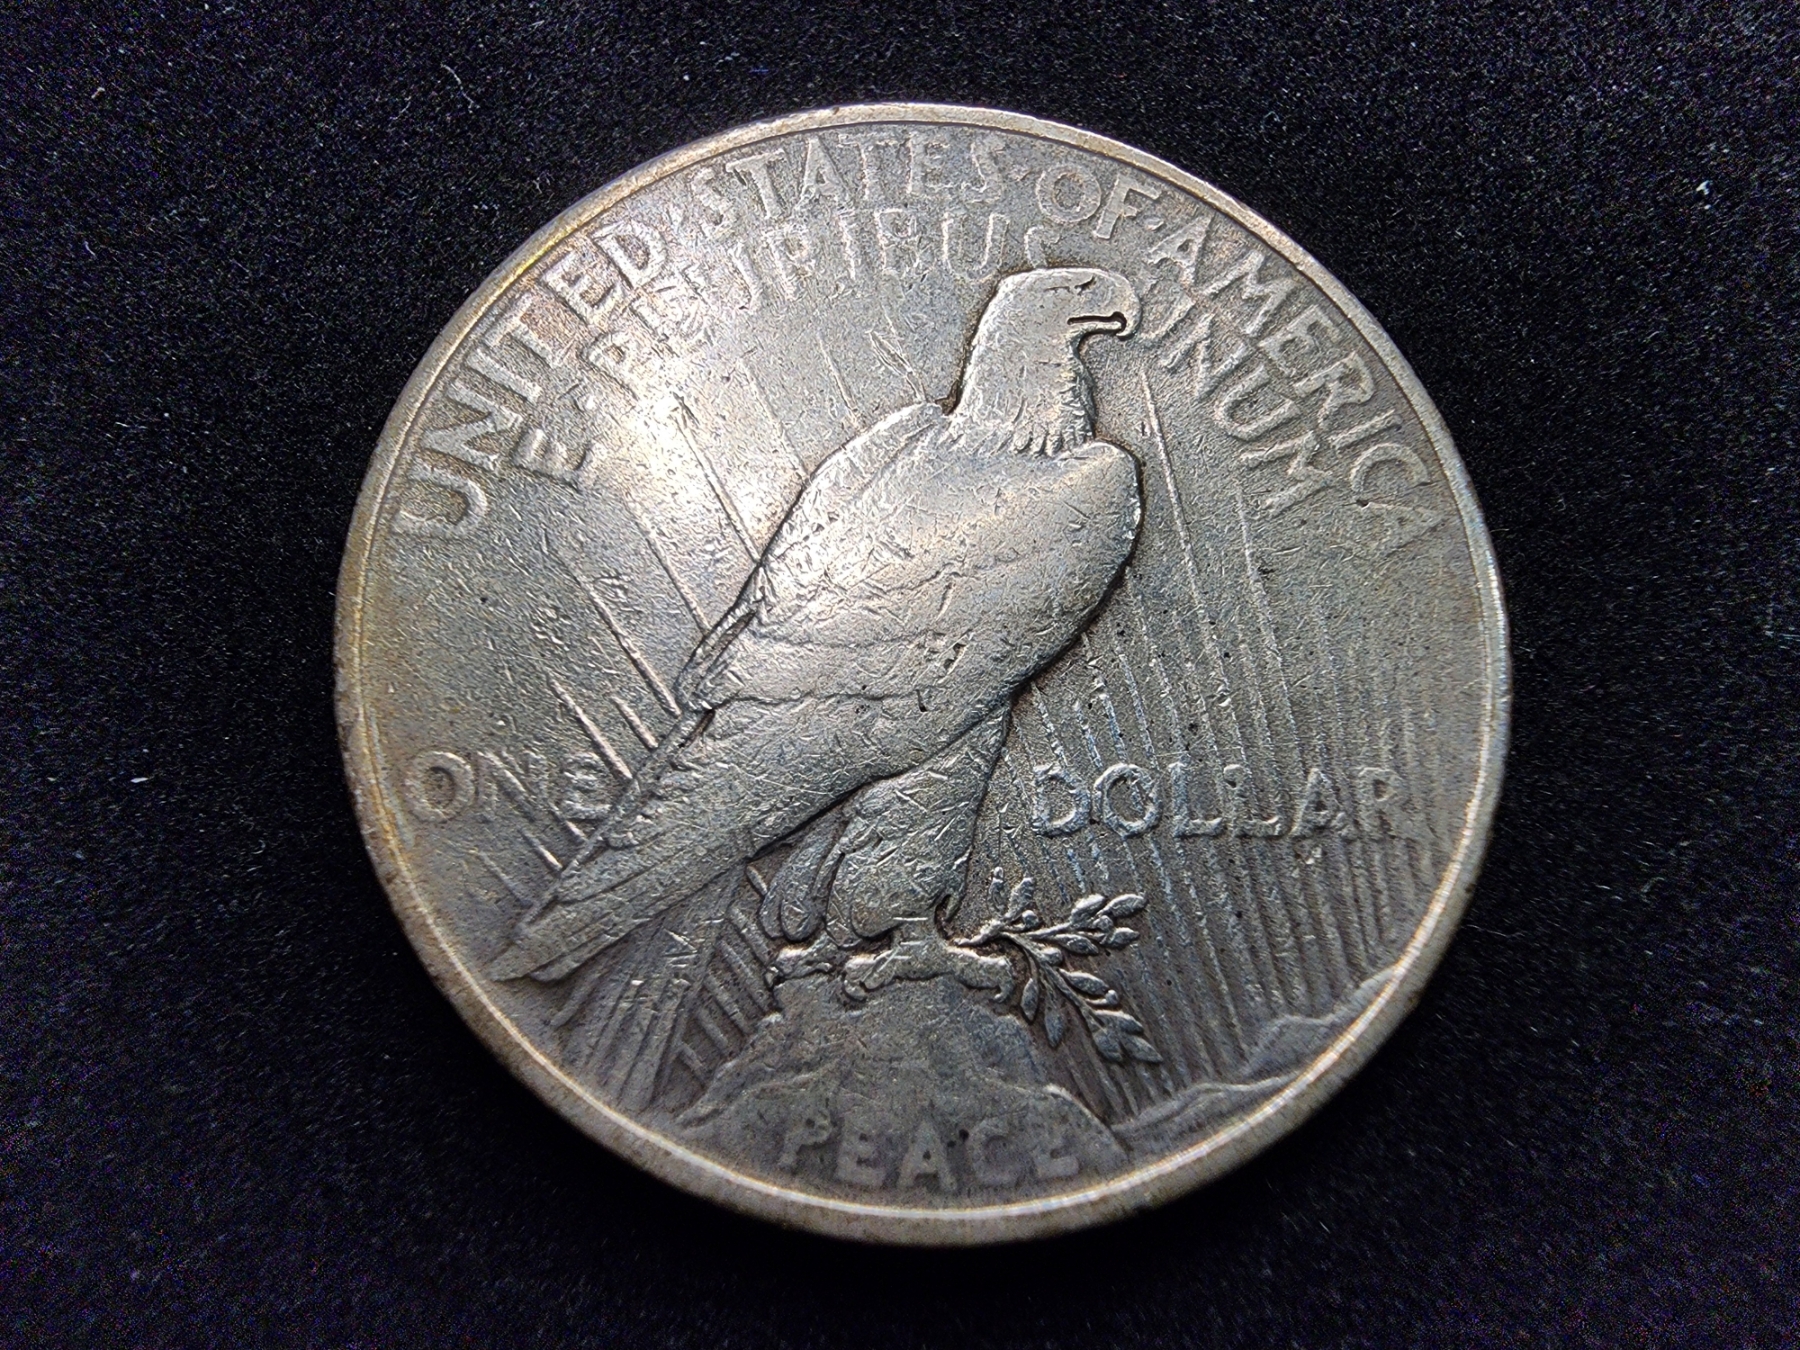 UNITED·STATES·OF·AMERICA
E·PLURIBUS UNUM
ONE DOLLAR
PEACE